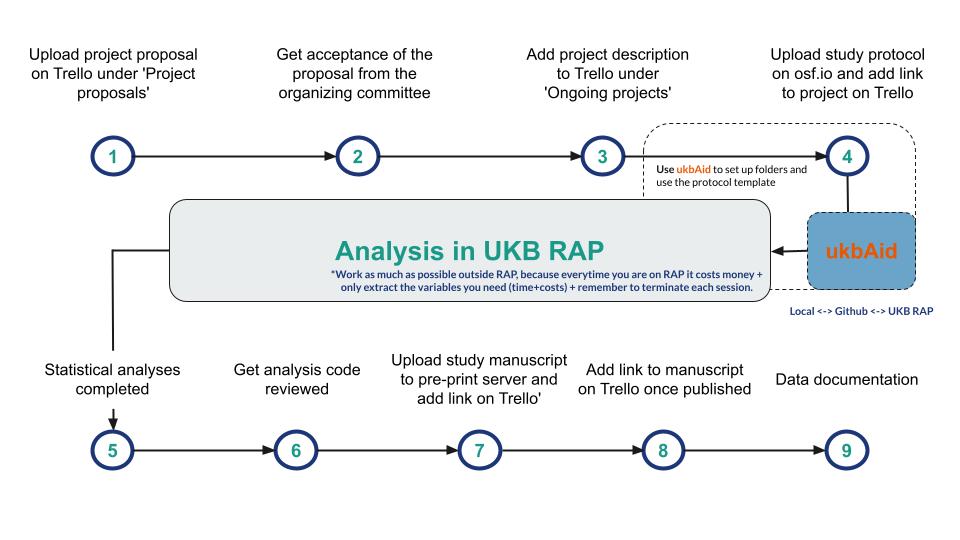 Upload project proposal
on Trello under 'Project
proposals'
Get acceptance of the
proposal from the
organizing committee
Add project description
to Trello under
'Ongoing projects'
Upload study protocol
on osf.io and add link
to project on Trello
1
2
3
4
Use ukbAid to set up folders and
use the protocol template
Analysis in UKB RAP
*Work as much as possible outside RAP, because everytime you are on RAP it costs money +
only extract the variables you need (time+costs) + remember to terminate each session.
ukbAid
Local <-> Github <-> UKB RAP
Statistical analyses
completed
Get analysis code
reviewed
Upload study manuscript
to pre-print server and
add link on Trello'
Add link to manuscript
on Trello once published
Data documentation
5
6
7
8
9